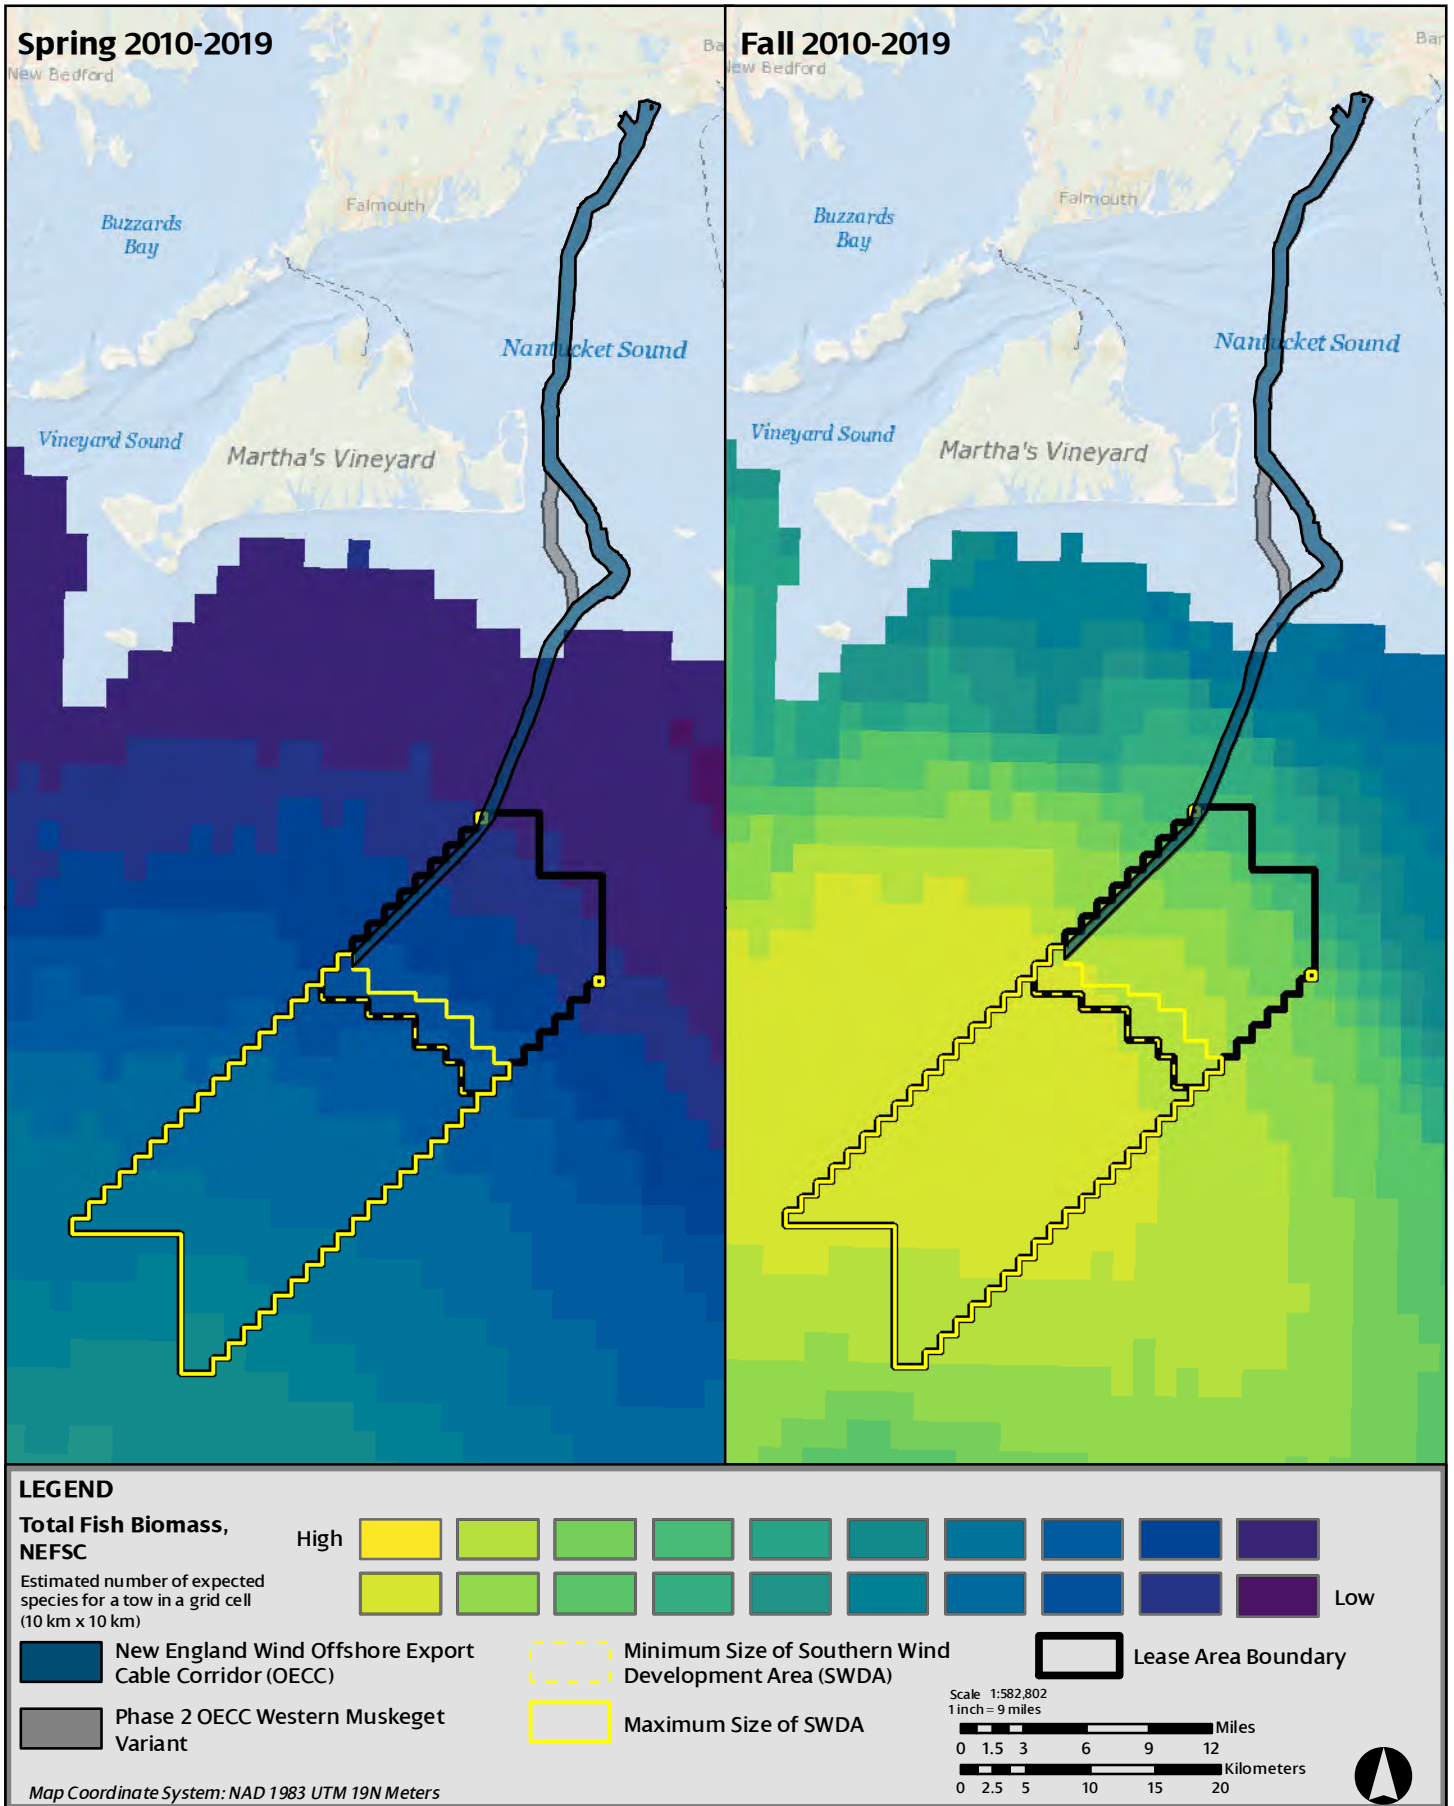 Spring 2010-2019
Ba
New Bedford
Falmouth
Buzzards
Bay
Nantucket Sound
Vineyard Sound
Martha's Vineyard
Fall 2010-2019
Bar
New Bedford
Falmouth
Buzzards
Bay
Nantucket Sound
Vineyard Sound
Martha's Vineyard
LEGEND
Total Fish Biomass,
NEFSC
High
Estimated number of expected
species for a tow in a grid cell
(10 km x 10 km)
Low
New England Wind Offshore Export
Cable Corridor (OECC)
Minimum Size of Southern Wind
Development Area (SWDA)
Lease Area Boundary
Phase 2 OECC Western Muskeget
Variant
Maximum Size of SWDA
Scale 1:582,802
1 inch = 9 miles
Miles
0 1.5 3 6 9 12
Kilometers
0 2.5 5 10 15 20
Map Coordinate System: NAD 1983 UTM 19N Meters